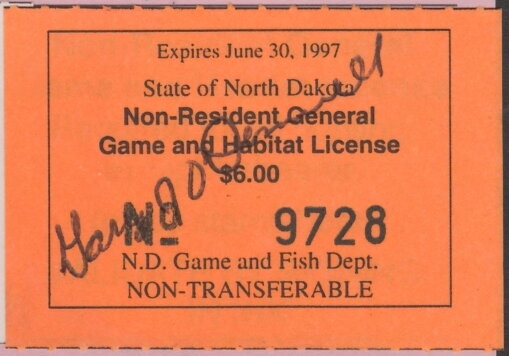 Expires June 30, 1997
State of North Dakota
Non-Resident General
Game and Habitat License
$6.00
No 9728
N.D. Game and Fish Dept.
NON-TRANSFERABLE